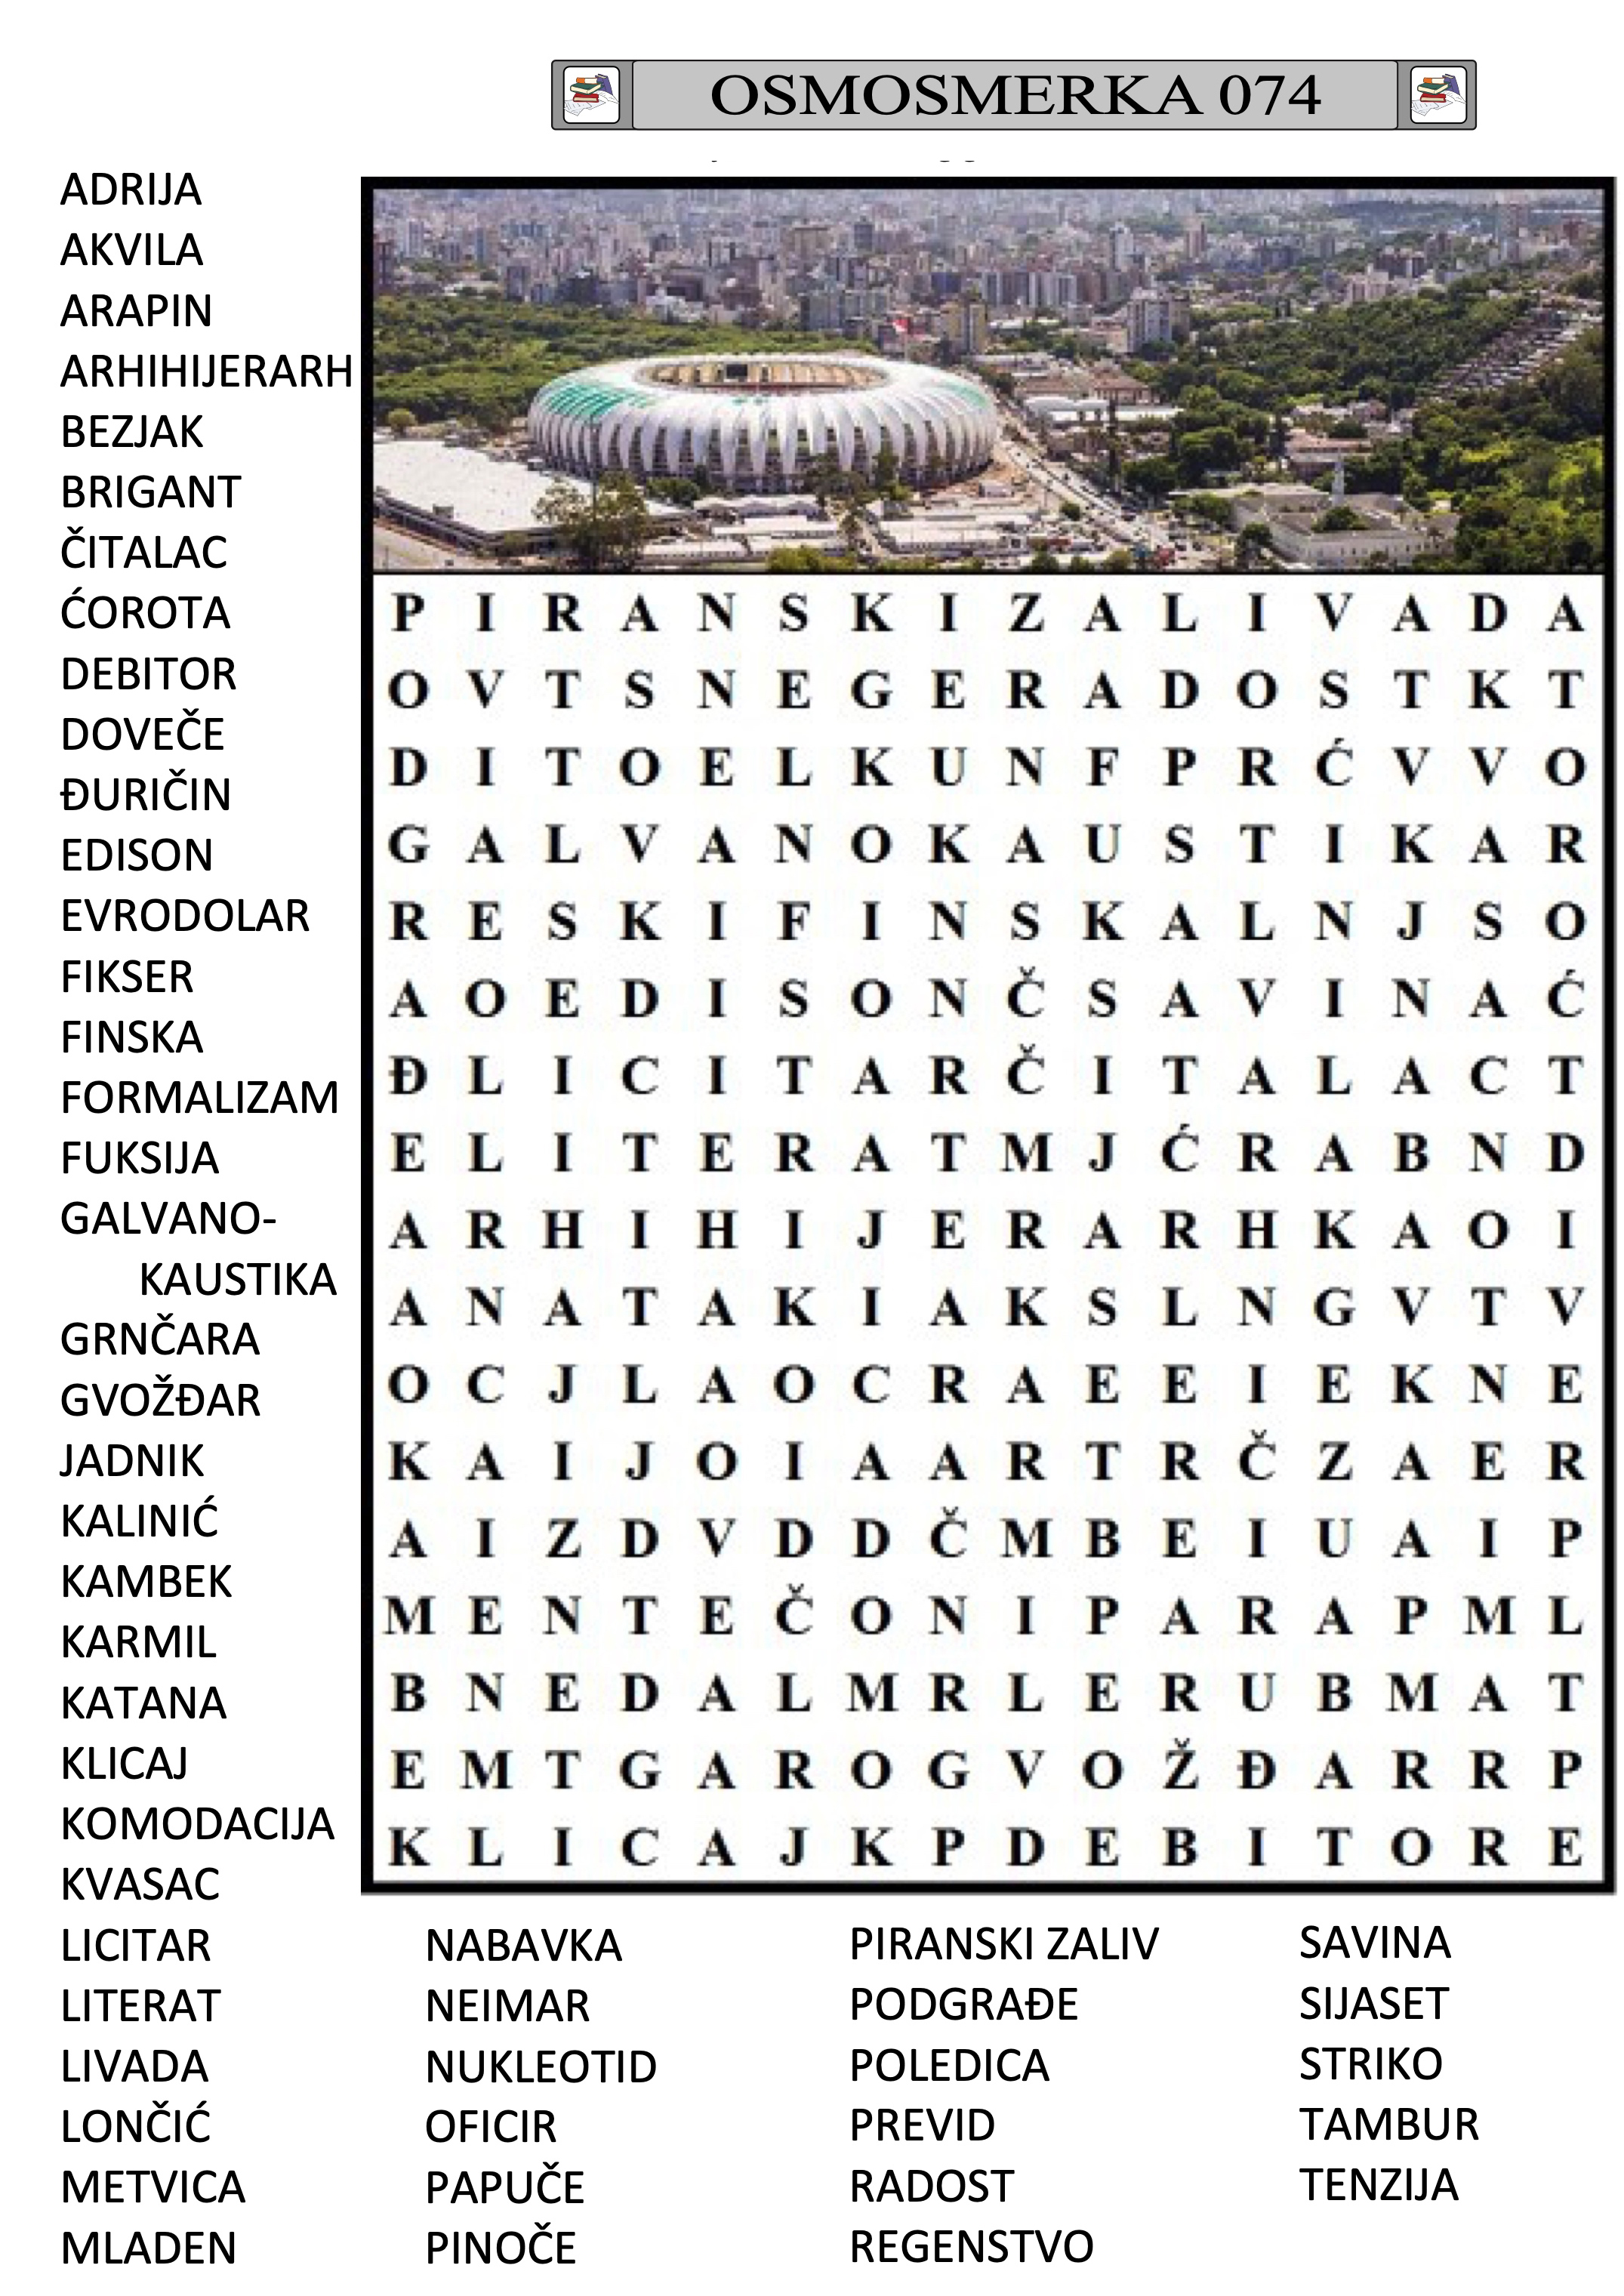 OSMOSMERKA 074
ADRIJA
AKVILA
ARAPIN
ARHIHIJERARH
BEZJAK
BRIGANT
ČITALAC
ĆOROTA
DEBITOR
DOVEČE
ĐURIČIN
EDISON
EVRODOLAR
FIKSER
FINSKA
FORMALIZAM
FUKSIJA
GALVANO-
KAUSTIKA
GRNČARA
GVOŽĐAR
JADNIK
KALINIĆ
KAMBEK
KARMIL
KATANA
KLICAJ
KOMODACIJA
KVASAC
LICITAR
LITERAT
LIVADA
LONČIĆ
METVICA
MLADEN
P I R A N S K I Z A L I V A D A
O V T S N E G E R A D O S T K T
D I T O E L K U N F P R Ć V V O
G A L V A N O K A U S T I K A R
R E S K I F I N S K A L N J S O
A O E D I S O N Č S A V I N A Ć
Đ L I C I T A R Č I T A L A C T
E L I T E R A T M J Ć R A B N D
A R H I H I J E R A R H K A O I
A N A T A K I A K S L N G V T V
O C J L A O C R A E E I E K N E
K A I J O I A A R T R Č Z A E R
A I Z D V D D Č M B E I U A I P
M E N T E Č O N I P A R A P M L
B N E D A L M R L E R U B M A T
E M T G A R O G V O Ž Đ A R R P
K L I C A J K P D E B I T O R E
NABAVKA
NEIMAR
NUKLEOTID
OFICIR
PAPUČE
PINOČE
PIRANSKI ZALIV
PODGRAĐE
POLEDICA
PREVID
RADOST
REGENSTVO
SAVINA
SIJASET
STRIKO
TAMBUR
TENZIJA